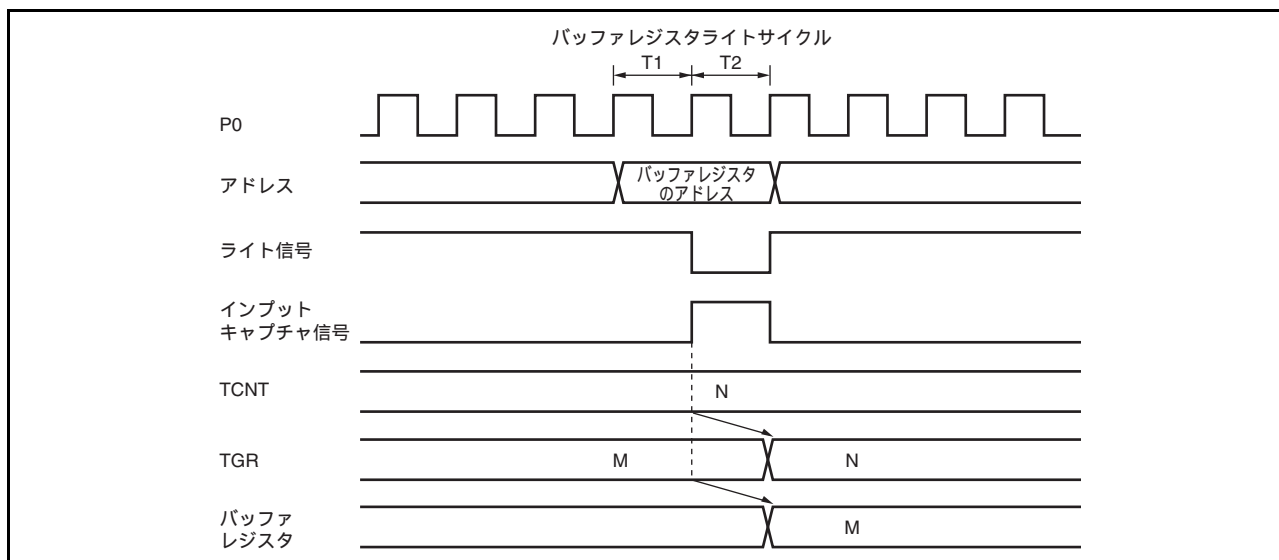 バッファレジスタライトサイクル
T1 T2
P0
アドレス
バッファレジスタ
のアドレス
ライト信号
インプット
キャプチャ信号
TCNT
N
TGR
M
N
バッファ
レジスタ
M